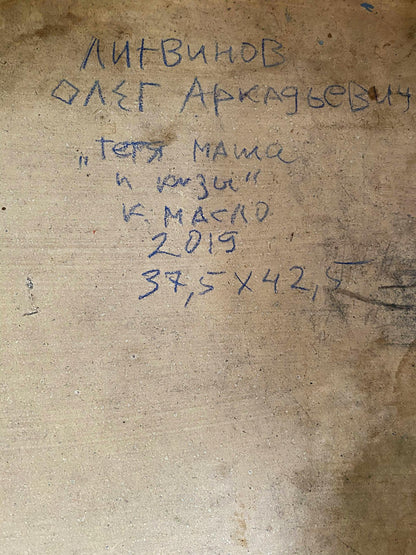 ЛИТВИНОВ
ОЛЕГ АРКАДЬЕВИЧ
„ТЕТЯ МАША
и козы“
К. МАСЛО
2019
37,5 х 42,5